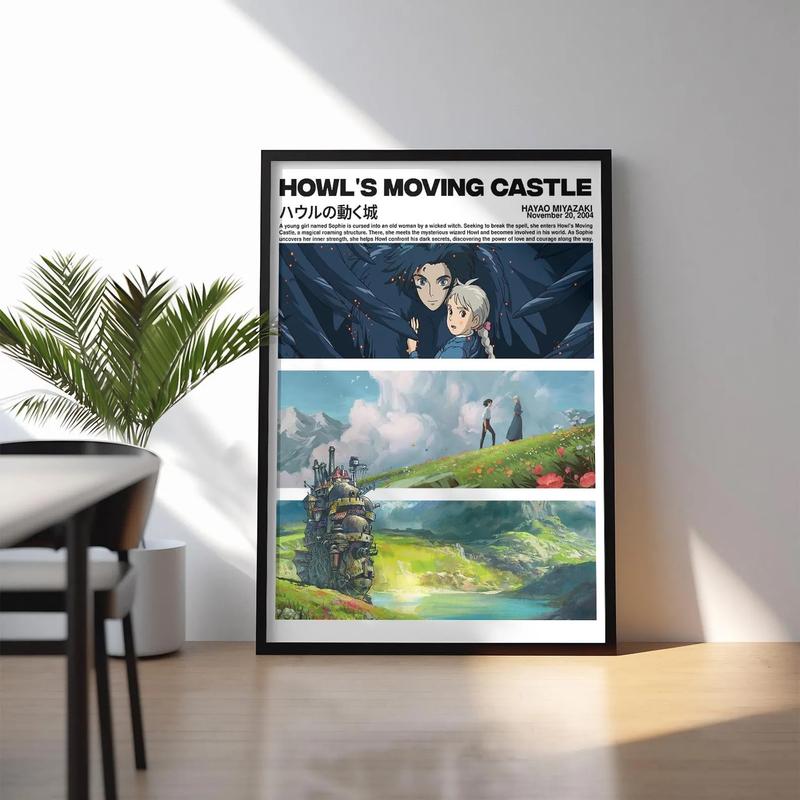 HOWL'S MOVING CASTLE
ハウルの動く城
HAYAO MIYAZAKI
November 20, 2004
A young girl named Sophie is cursed into an old woman by a wicked witch. Seeking to break the spell, she enters Howl's Moving
Castle, a magical roaming structure. There, she meets the mysterious wizard Howl and becomes involved in his world. As Sophie
uncovers her inner strength, she helps Howl confront his dark secrets, discovering the power of love and courage along the way.